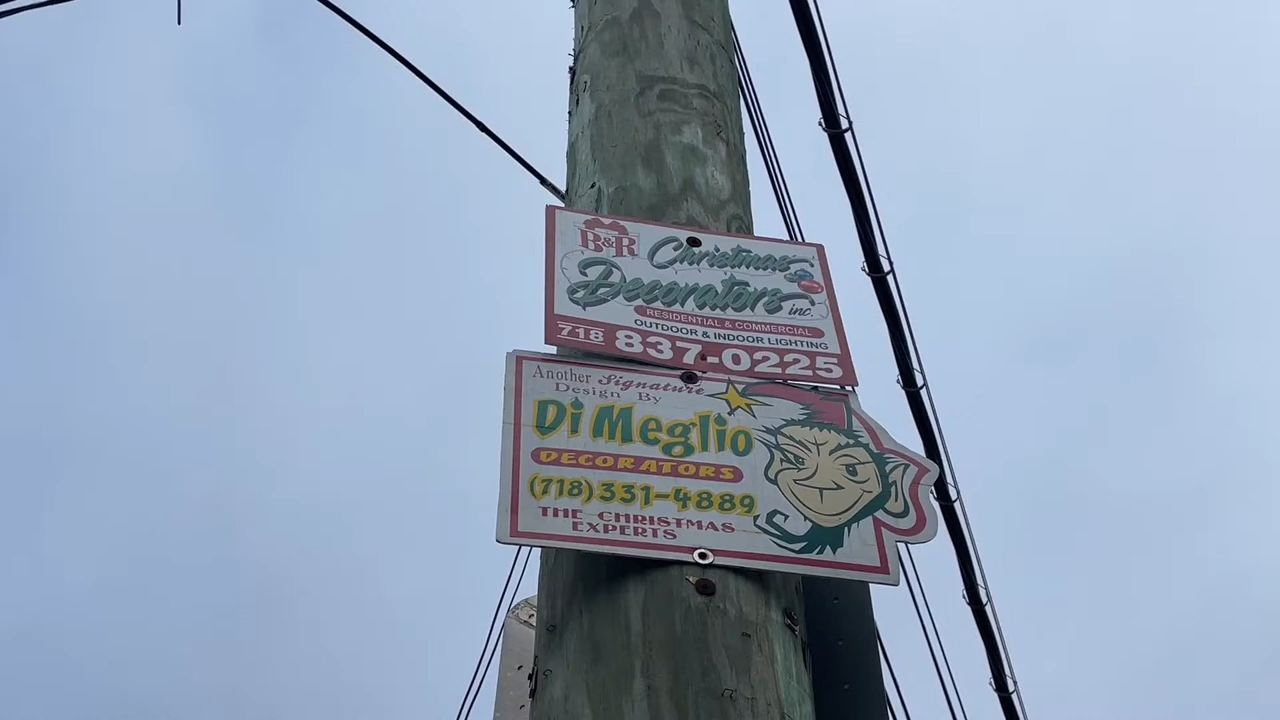 B&R Christmas
Decorators inc.
RESIDENTIAL & COMMERCIAL
OUTDOOR & INDOOR LIGHTING
718 837-0225
Another Signature
Design By
Di Meglio
DECORATORS
(718) 331-4889
THE CHRISTMAS
EXPERTS